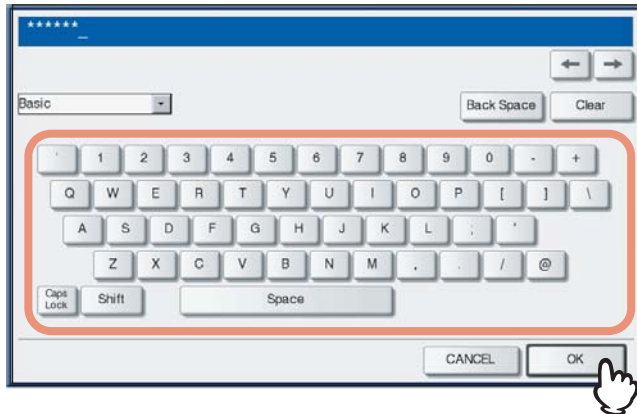 ******_
← →
Basic Back Space Clear
' 1 2 3 4 5 6 7 8 9 0 - +
Q W E R T Y U I O P [ ] \
A S D F G H J K L ; '
Z X C V B N M , . / @
Caps Lock Shift Space
CANCEL OK